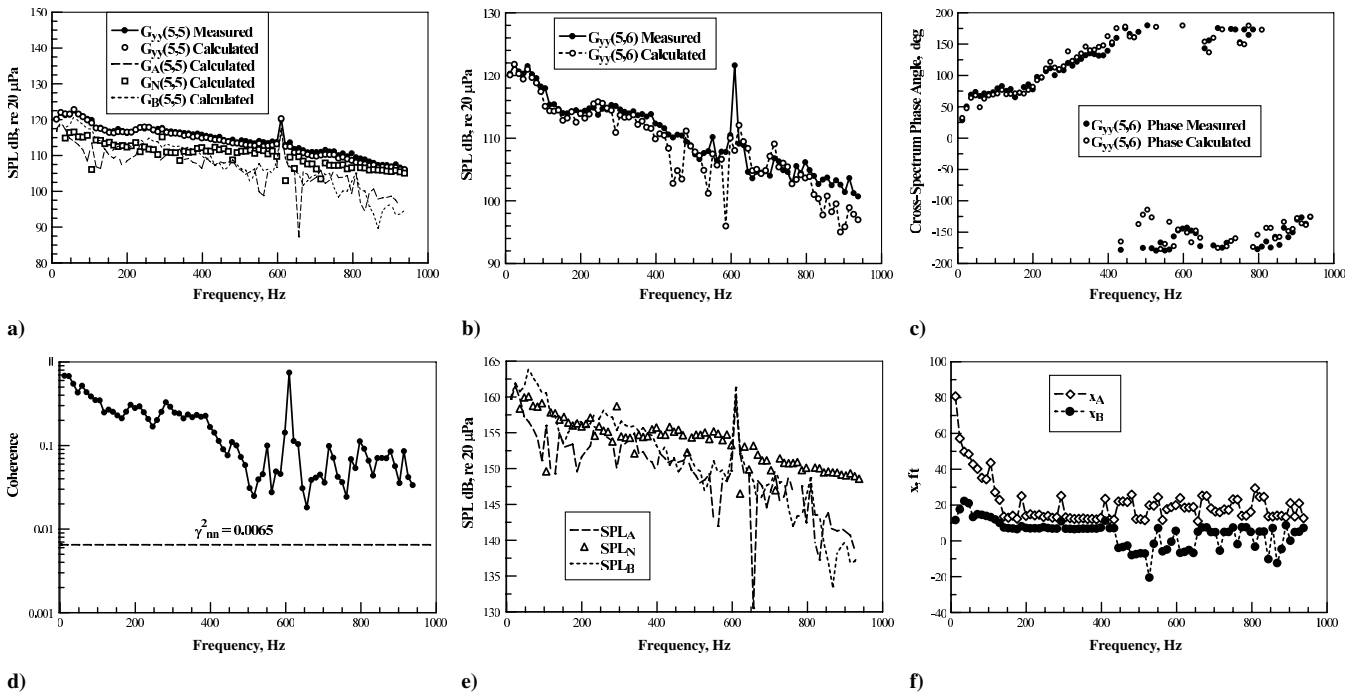 150
140
130
120
110
100
90
80
SPL dB, re 20 μPa
Gyy(5,5) Measured
Gyy(5,5) Calculated
GA(5,5) Calculated
GN(5,5) Calculated
GB(5,5) Calculated
0 200 400 600 800 1000
Frequency, Hz
a)
130
120
110
100
90
SPL dB, re 20 μPa
Gyy(5,6) Measured
Gyy(5,6) Calculated
0 200 400 600 800 1000
Frequency, Hz
b)
200
150
100
50
0
-50
-100
-150
-200
Cross-Spectrum Phase Angle, deg
Gyy(5,6) Phase Measured
Gyy(5,6) Phase Calculated
0 200 400 600 800 1000
Frequency, Hz
c)
0.1
0.01
0.001
Coherence
γ²nn = 0.0065
0 200 400 600 800 1000
Frequency, Hz
d)
165
160
155
150
145
140
135
130
SPL dB, re 20 μPa
SPLA
SPLN
SPLB
0 200 400 600 800 1000
Frequency, Hz
e)
100
80
60
40
20
0
-20
-40
x, ft
xA
xB
0 200 400 600 800 1000
Frequency, Hz
f)